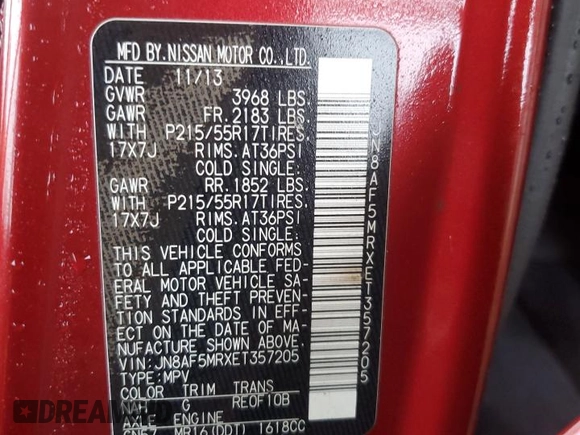 MFD BY.NISSAN MOTOR CO.,LTD.
DATE 11/13
GVWR 3968 LBS.
GAWR FR.2183 LBS.
WITH P215/55R17TIRES.
17X7J RIMS.AT36PSI
COLD SINGLE.
GAWR RR.1852 LBS.
WITH P215/55R17TIRES.
17X7J RIMS.AT36PSI
COLD SINGLE.
THIS VEHICLE CONFORMS
TO ALL APPLICABLE FED-
ERAL MOTOR VEHICLE SA-
FETY AND THEFT PREVEN-
TION STANDARDS IN EFF-
ECT ON THE DATE OF MA-
NUFACTURE SHOWN ABOVE.
VIN:JN8AF5MRXET357205
TYPE:MPV
COLOR TRIM TRANS
NAH G RE0F10B
AXLE ENGINE
GN57 MR16(DDT) 1618CC
JN8AF5MRXET357205
DREAM